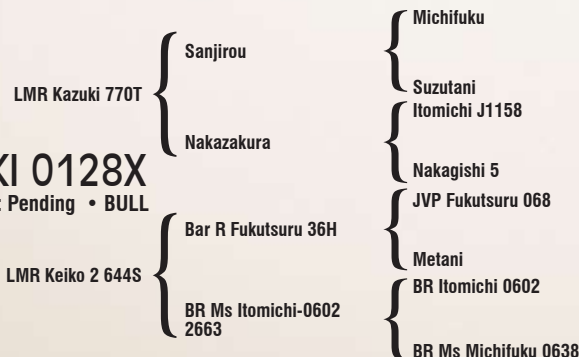 Michifuku
Sanjirou
Suzutani
LMR Kazuki 770T
Itomichi J1158
Nakazakura
Nakagishi 5
0128X
Pending • BULL
JVP Fukutsuru 068
Bar R Fukutsuru 36H
Metani
LMR Keiko 2 644S
BR Itomichi 0602
BR Ms Itomichi-0602
2663
BR Ms Michifuku 0638